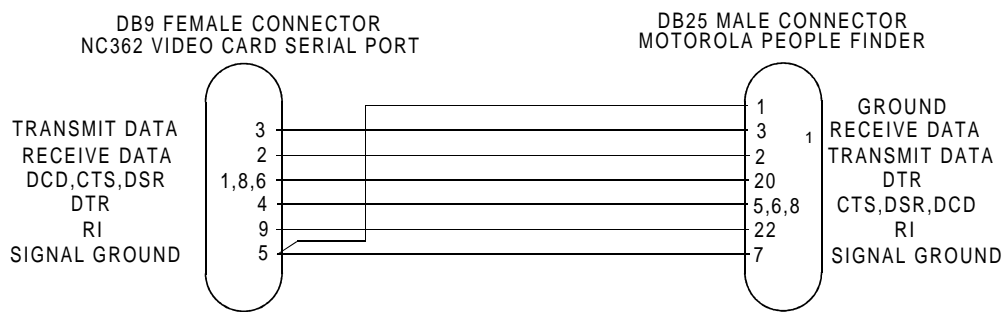 DB9 FEMALE CONNECTOR
NC362 VIDEO CARD SERIAL PORT
DB25 MALE CONNECTOR
MOTOROLA PEOPLE FINDER
1 GROUND
TRANSMIT DATA 3 3 1 RECEIVE DATA
RECEIVE DATA 2 2 TRANSMIT DATA
DCD,CTS,DSR 1,8,6 20 DTR
DTR 4 5,6,8 CTS,DSR,DCD
RI 9 22 RI
SIGNAL GROUND 5 7 SIGNAL GROUND